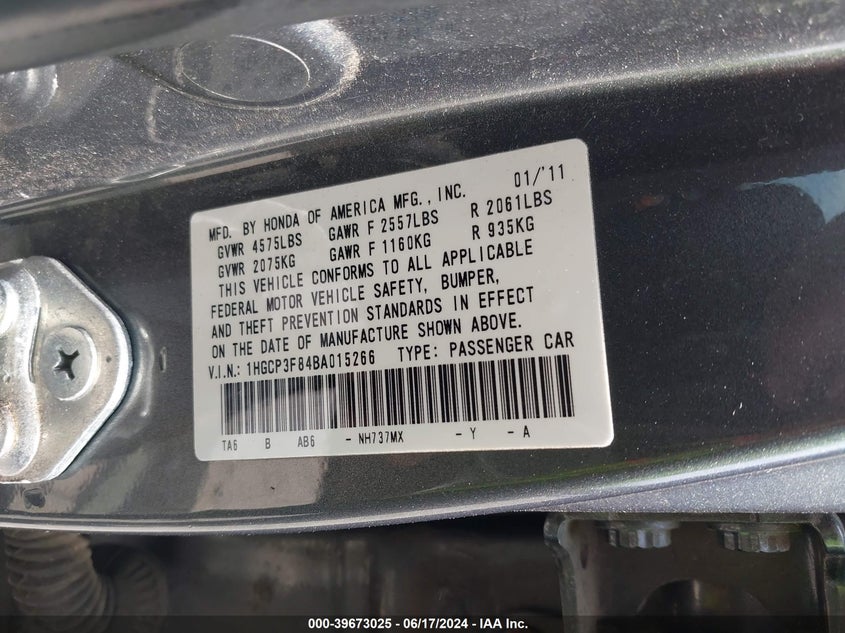 MFD. BY HONDA OF AMERICA MFG., INC. 01/'11
GVWR 4575LBS GAWR F 2557LBS R 2061LBS
GVWR 2075KG GAWR F 1160KG R 935KG
THIS VEHICLE CONFORMS TO ALL APPLICABLE
FEDERAL MOTOR VEHICLE SAFETY, BUMPER,
AND THEFT PREVENTION STANDARDS IN EFFECT
ON THE DATE OF MANUFACTURE SHOWN ABOVE.
V.I.N.: 1HGCP3F84BA015266 TYPE: PASSENGER CAR
TA6 B AB6 - NH737MX - Y - A
000-39673025 / 06/17/2024 - IAA Inc.